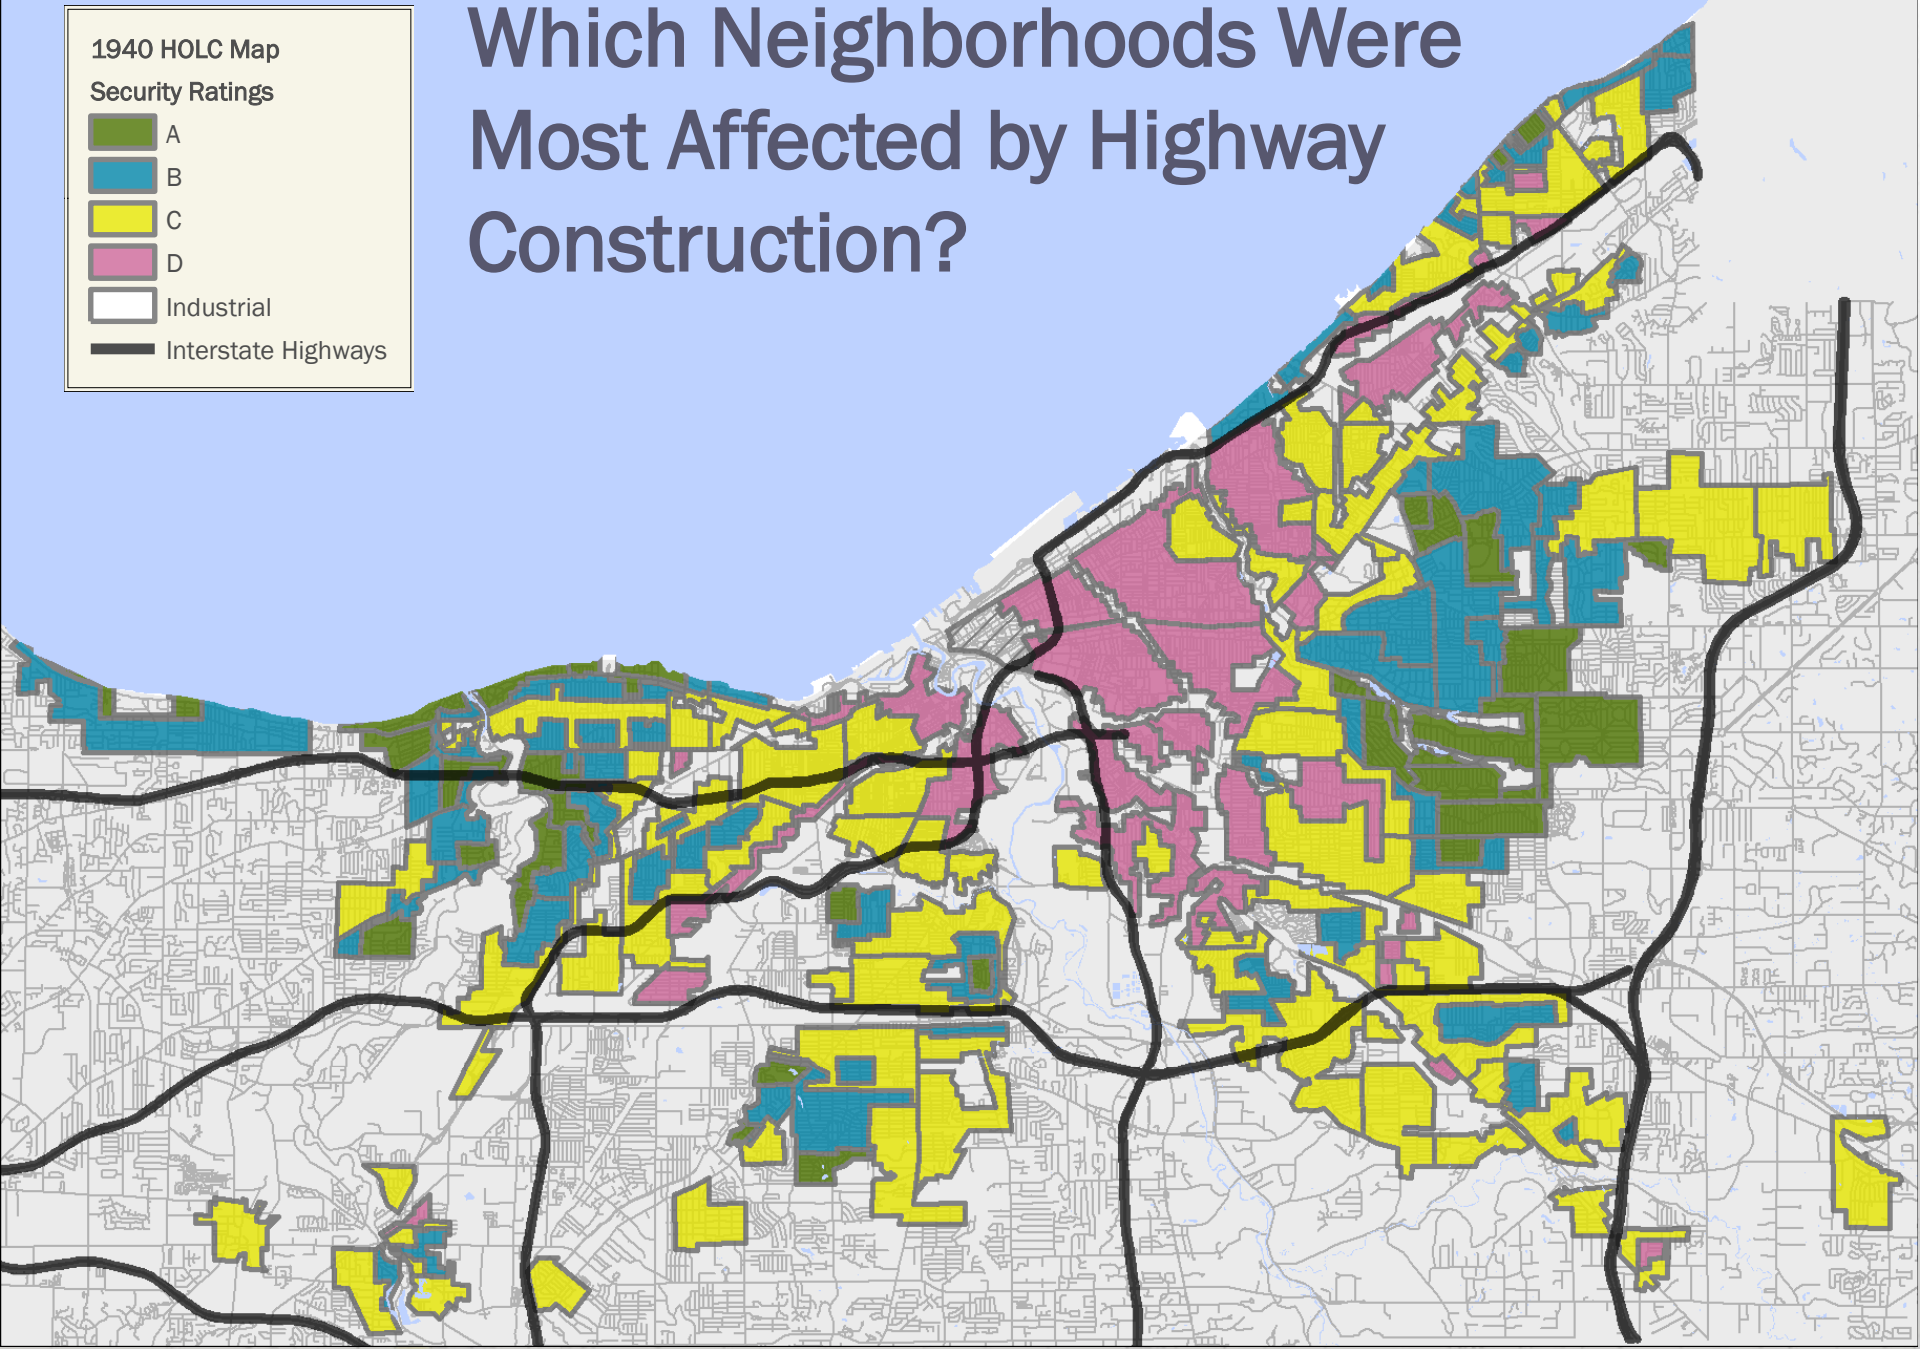 Which Neighborhoods Were
Most Affected by Highway
Construction?
1940 HOLC Map
Security Ratings
A
B
C
D
Industrial
Interstate Highways